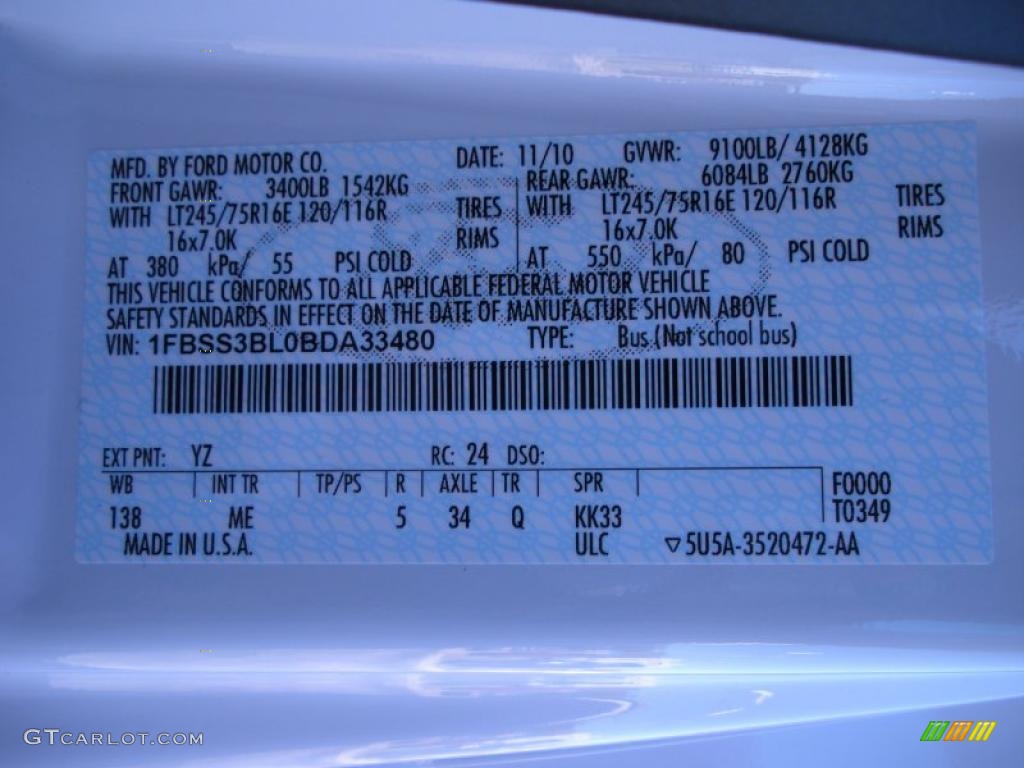 MFD. BY FORD MOTOR CO. DATE: 11/10 GVWR: 9100LB/ 4128KG
FRONT GAWR: 3400LB 1542KG REAR GAWR: 6084LB 2760KG
WITH LT245/75R16E 120/116R TIRES WITH LT245/75R16E 120/116R TIRES
16x7.0K RIMS 16x7.0K RIMS
AT 380 kPa/ 55 PSI COLD AT 550 kPa/ 80 PSI COLD
THIS VEHICLE CONFORMS TO ALL APPLICABLE FEDERAL MOTOR VEHICLE
SAFETY STANDARDS IN EFFECT ON THE DATE OF MANUFACTURE SHOWN ABOVE.
VIN: 1FBSS3BL0BDA33480 TYPE: Bus (Not school bus)
EXT PNT: YZ RC: 24 DSO:
WB INT TR TP/PS R AXLE TR SPR F0000
138 ME 5 34 Q KK33 T0349
MADE IN U.S.A. ULC ▽5U5A-3520472-AA
GTCARLOT.COM